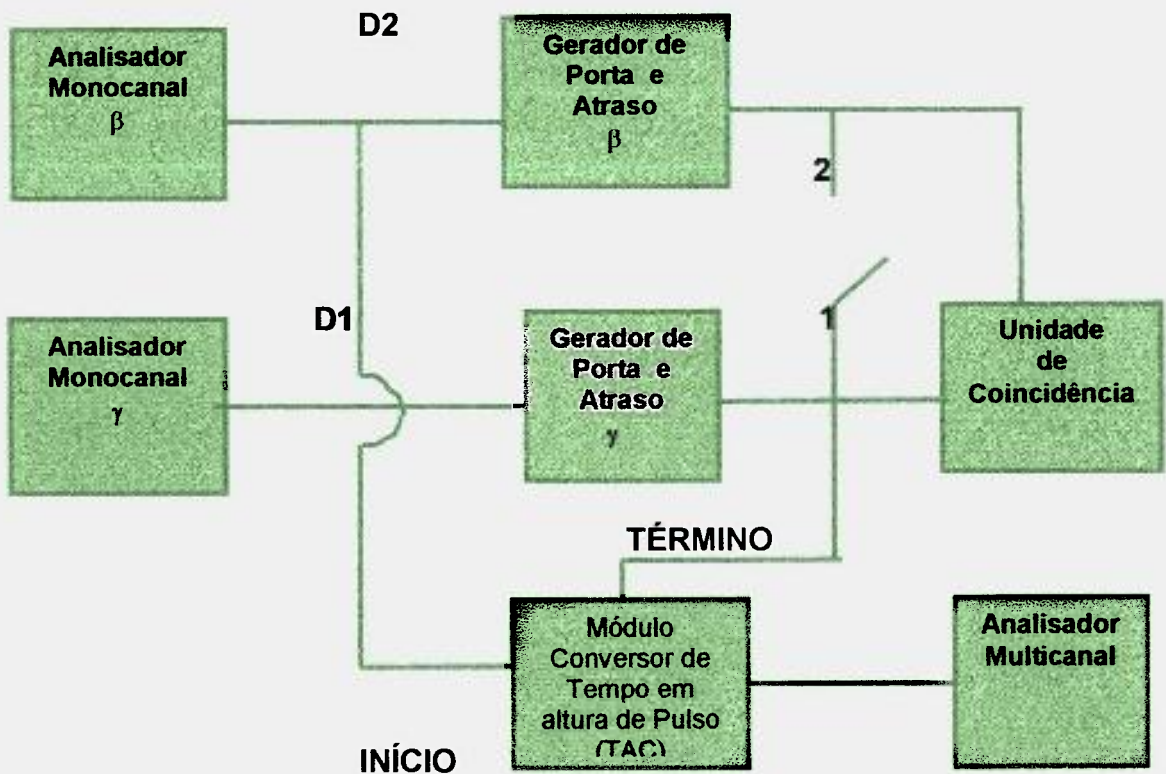 D2
Analisador
Monocanal
β
Gerador de
Porta e
Atraso
β
2
D1
1
Analisador
Monocanal
γ
Gerador de
Porta e
Atraso
γ
Unidade
de
Coincidência
TÉRMINO
Módulo
Conversor de
Tempo em
altura de Pulso
(TAC)
Analisador
Multicanal
INÍCIO